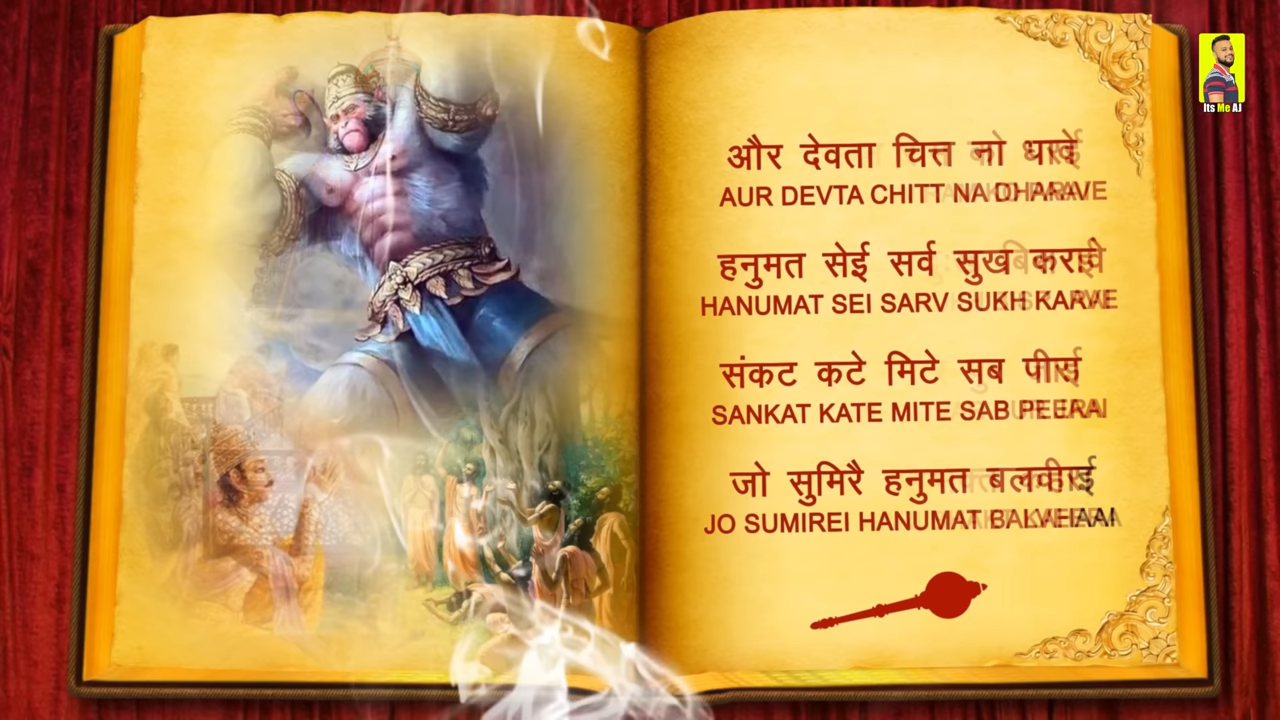 और देवता चित्त
AUR DEVTA CHITT NA
हनुमत सेई सर्व सुख
HANUMAT SEI SARV SUKH
संकट कटे मिटे सब
SANKAT KATE MITE SAB
जो सुमिरै हनुमत
JO SUMIREI HANUMAT
Its Me AJ